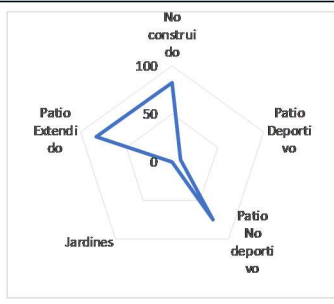 No
construi
do
100
50
0
Patio
Deporti
vo
Patio
No
deporti
vo
Jardines
Patio
Extendi
do